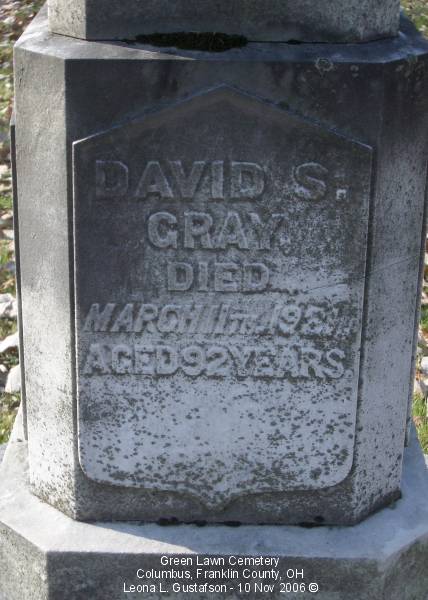 DAVID S.
GRAY
DIED
MARCH 11TH. 1921
AGED 92 YEARS
Green Lawn Cemetery
Columbus, Franklin County, OH
Leona L. Gustafson - 10 Nov 2006 ©